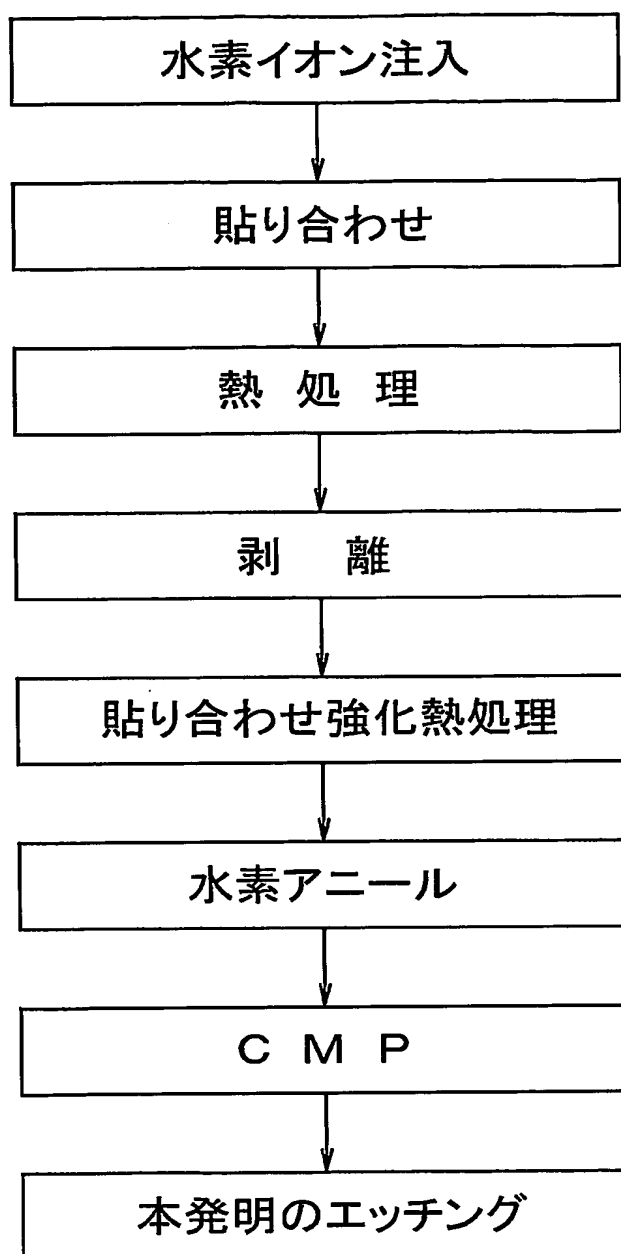 水素イオン注入
貼り合わせ
熱 処 理
剥 離
貼り合わせ強化熱処理
水素アニール
C M P
本発明のエッチング